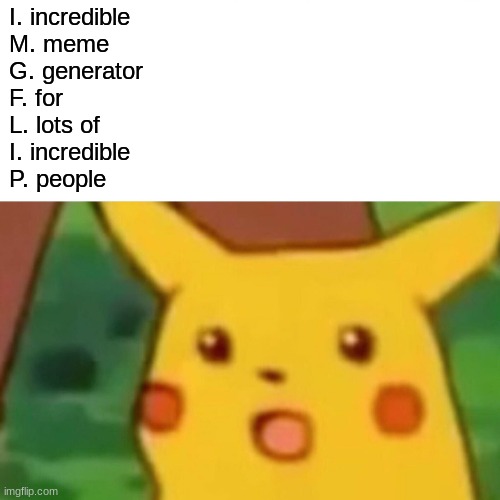 I. incredible
M. meme
G. generator
F. for
L. lots of
I. incredible
P. people
imgflip.com